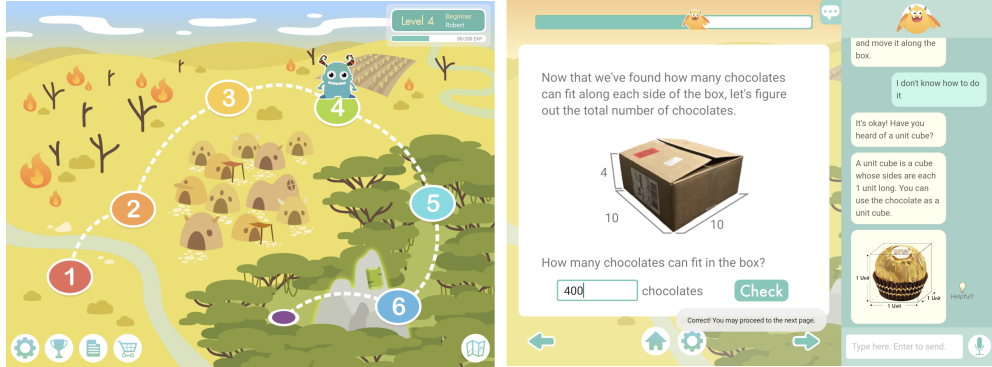 Level 4
Beginner
Robert
80/200 EXP
3
4
2
5
1
6
Now that we've found how many chocolates
can fit along each side of the box, let's figure
out the total number of chocolates.
4
10
10
How many chocolates can fit in the box?
400 chocolates Check
Correct! You may proceed to the next page.
and move it along the
box.
I don't know how to do
it
It's okay! Have you
heard of a unit cube?
A unit cube is a cube
whose sides are each
1 unit long. You can
use the chocolate as a
unit cube.
1 Unit
1 Unit
1 Unit
Helpful?
Type here. Enter to send.